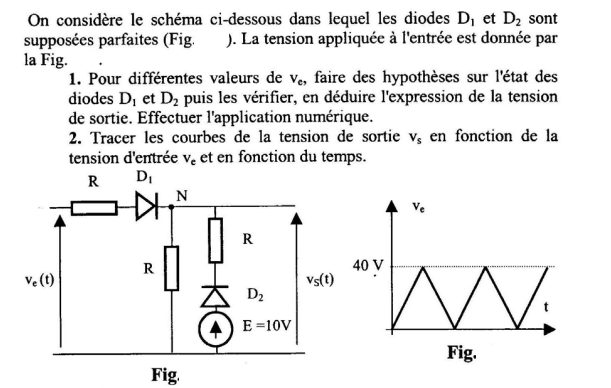 On considère le schéma ci-dessous dans lequel les diodes D₁ et D₂ sont
supposées parfaites (Fig. ). La tension appliquée à l'entrée est donnée par
la Fig. .
1. Pour différentes valeurs de vₑ, faire des hypothèses sur l'état des
diodes D₁ et D₂ puis les vérifier, en déduire l'expression de la tension
de sortie. Effectuer l'application numérique.
2. Tracer les courbes de la tension de sortie vₛ en fonction de la
tension d'entrée vₑ et en fonction du temps.
R D₁
N
R
R
vₑ(t)
D₂
E =10V
vS(t)
Fig.
vₑ
40 V
t
Fig.